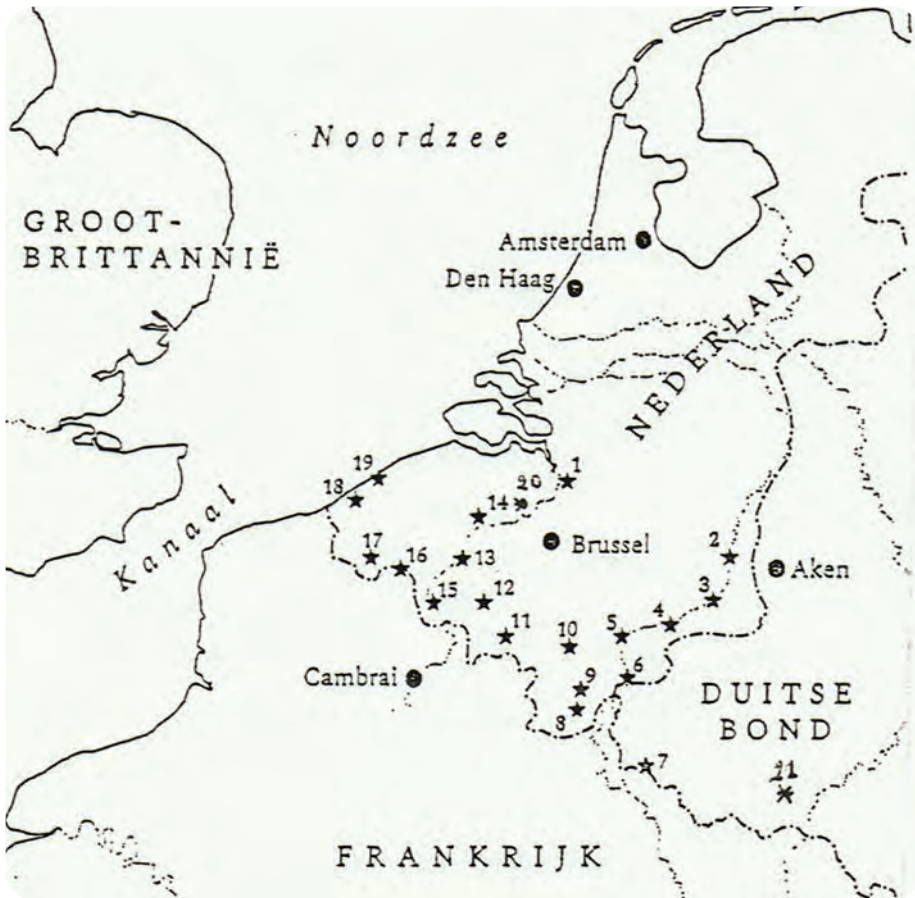 Noordzee
GROOT-
BRITTANNIË
Amsterdam
Den Haag
NEDERLAND
Kanaal
19
18
1
20
14
17
16
13
Brussel
2
Aken
15
12
3
11
10
5
4
Cambrai
9
6
8
DUITSE
BOND
7
21
FRANKRIJK